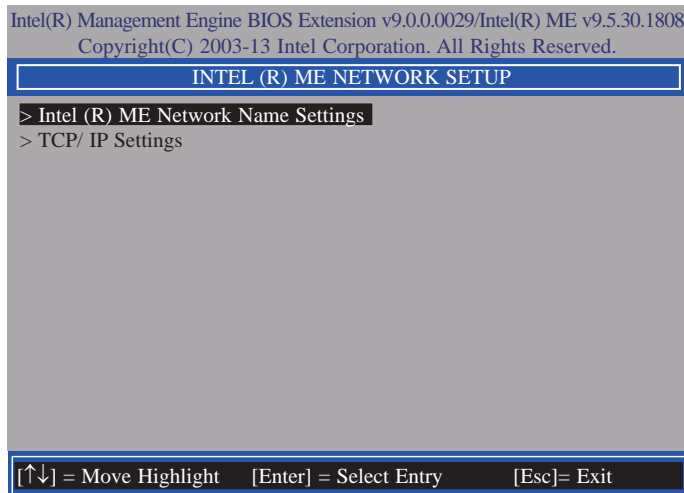 Intel(R) Management Engine BIOS Extension v9.0.0.0029/Intel(R) ME v9.5.30.1808
Copyright(C) 2003-13 Intel Corporation. All Rights Reserved.
INTEL (R) ME NETWORK SETUP
> Intel (R) ME Network Name Settings
> TCP/ IP Settings
[↑↓] = Move Highlight [Enter] = Select Entry [Esc]= Exit